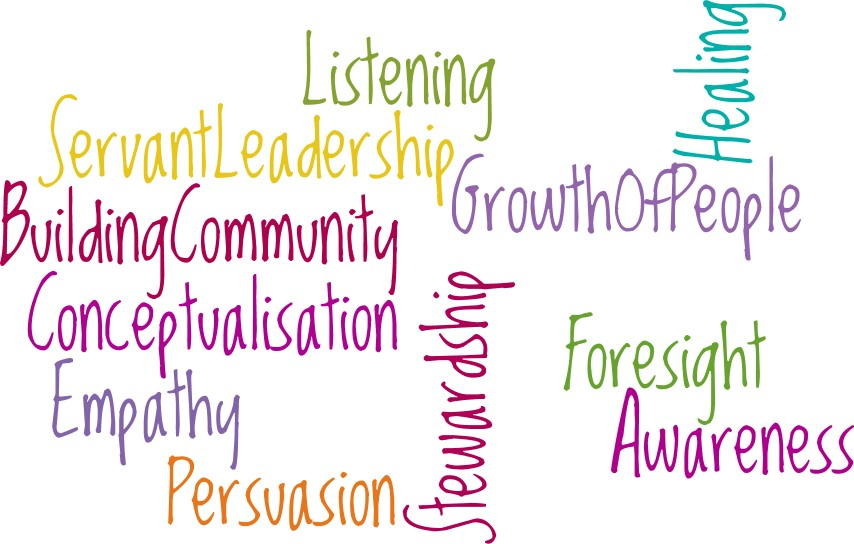 Listening
Healing
ServantLeadership
GrowthOfPeople
BuildingCommunity
Conceptualisation
Stewardship
Foresight
Empathy
Awareness
Persuasion